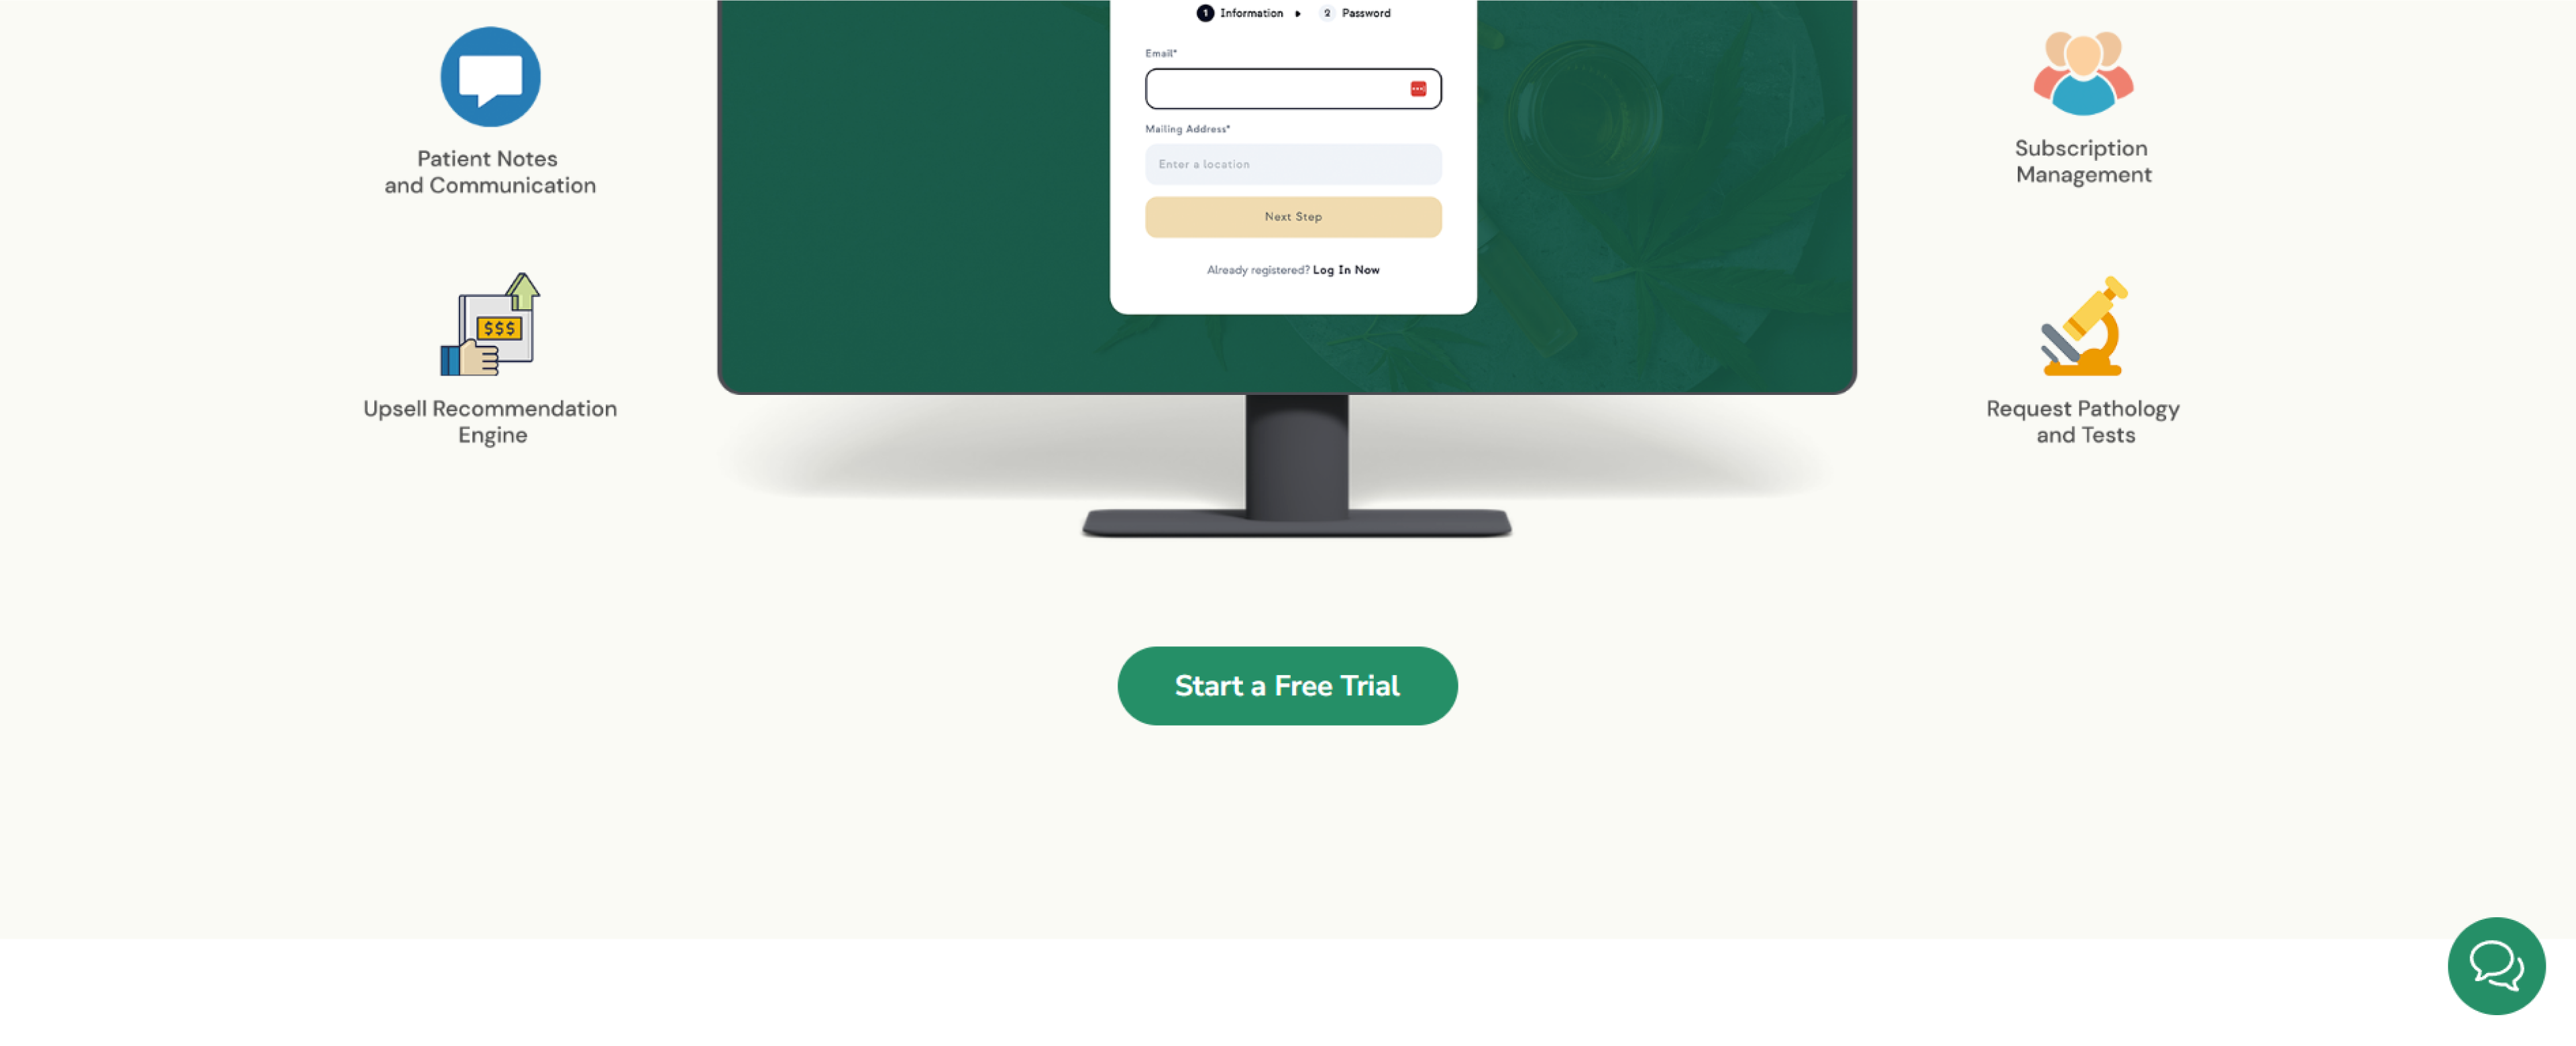 1 Information 2 Password
Email*
Mailing Address*
Enter a location
Next Step
Already registered? Log In Now
Patient Notes
and Communication
$$$
Upsell Recommendation
Engine
Subscription
Management
Request Pathology
and Tests
Start a Free Trial